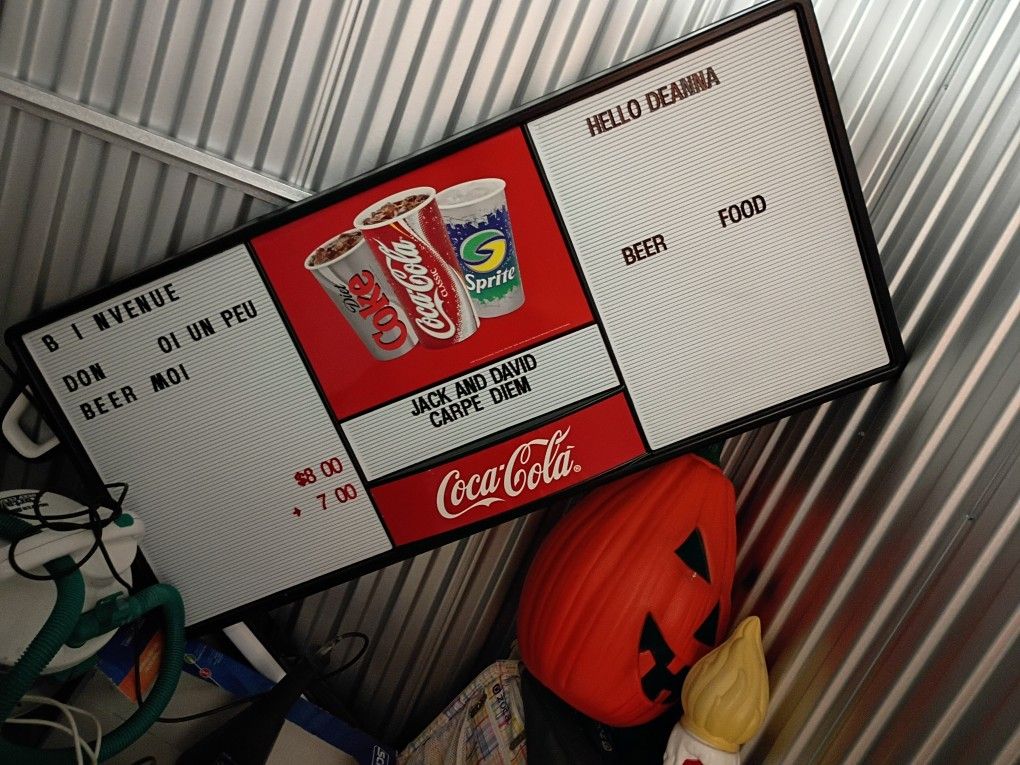 B I NVENUE
DON OI UN PEU
BEER MOI
$8 00
7 00
Diet Coke
Coca-Cola CLASSIC
Sprite
JACK AND DAVID
CARPE DIEM
Coca-Cola®
HELLO DEANNA
BEER FOOD